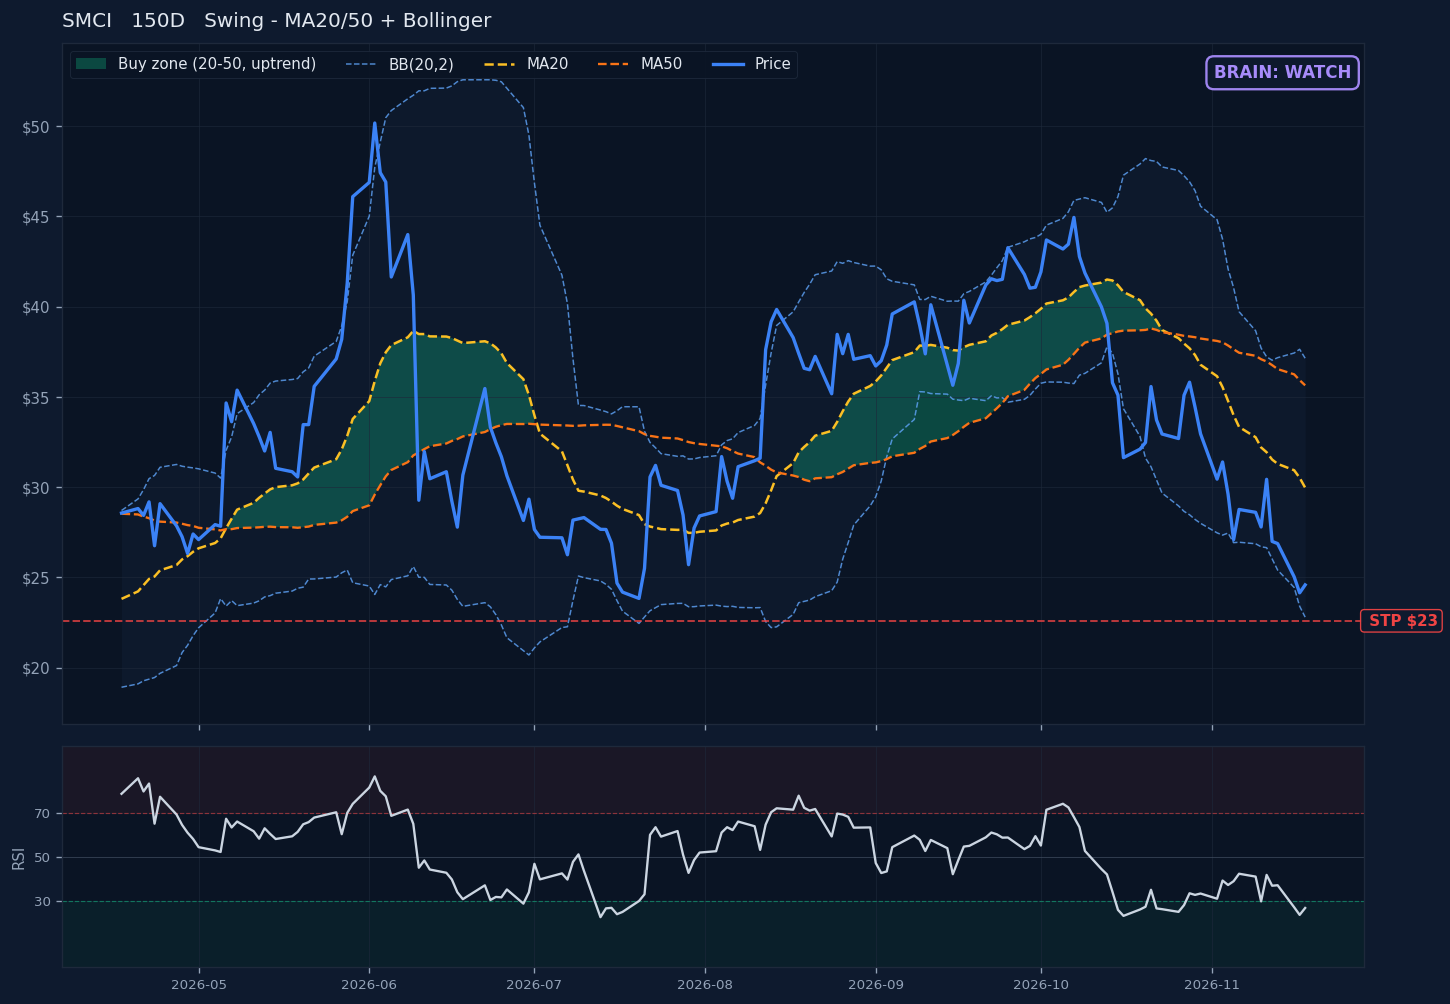 SMCI 150D Swing - MA20/50 + Bollinger
Buy zone (20-50, uptrend) BB(20,2) MA20 MA50 Price
BRAIN: WATCH
$50
$45
$40
$35
$30
$25
$20
STP $23
70
50
30
RSI
2026-05 2026-06 2026-07 2026-08 2026-09 2026-10 2026-11